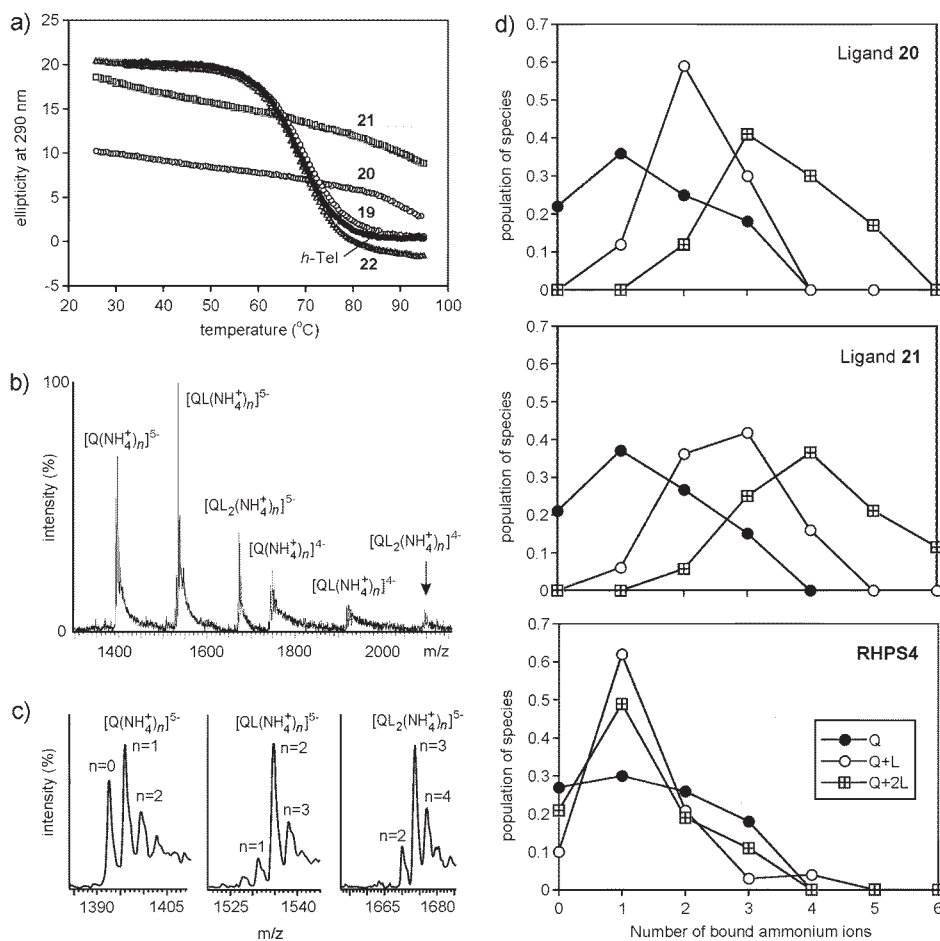 a)
ellipticity at 290 nm
25
20
15
10
5
0
-5
21
20
19
h-Tel
22
20 30 40 50 60 70 80 90 100
temperature (°C)
b)
intensity (%)
100
0
[Q(NH₄⁺)ₙ]⁵⁻
[QL(NH₄⁺)ₙ]⁵⁻
[QL₂(NH₄⁺)ₙ]⁵⁻
[Q(NH₄⁺)ₙ]⁴⁻
[QL(NH₄⁺)ₙ]⁴⁻
[QL₂(NH₄⁺)ₙ]⁴⁻
1400 1600 1800 2000 m/z
c)
intensity (%)
[Q(NH₄⁺)ₙ]⁵⁻ [QL(NH₄⁺)ₙ]⁵⁻ [QL₂(NH₄⁺)ₙ]⁵⁻
n=0
n=1
n=2
n=1
n=2
n=3
n=2
n=3
n=4
1390 1405 1525 1540 1665 1680
m/z
d)
Ligand 20
population of species
0.7
0.6
0.5
0.4
0.3
0.2
0.1
0
Ligand 21
population of species
0.7
0.6
0.5
0.4
0.3
0.2
0.1
0
RHPS4
population of species
0.7
0.6
0.5
0.4
0.3
0.2
0.1
0
Q
Q+L
Q+2L
0 1 2 3 4 5 6
Number of bound ammonium ions